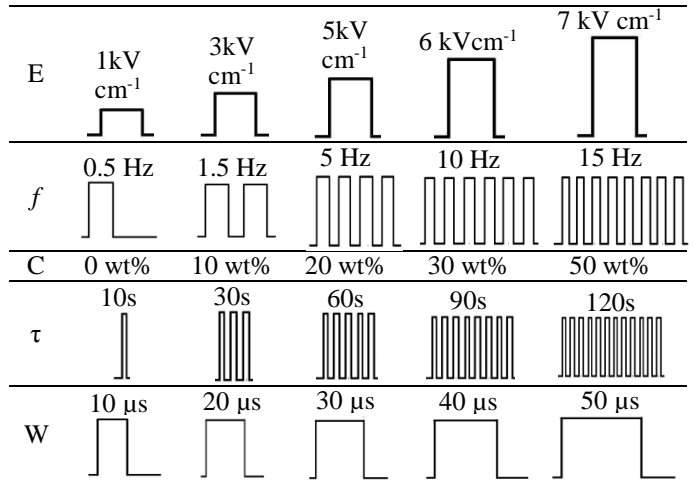 E 1kV cm-1 3kV cm-1 5kV cm-1 6 kVcm-1 7 kV cm-1
f 0.5 Hz 1.5 Hz 5 Hz 10 Hz 15 Hz
C 0 wt% 10 wt% 20 wt% 30 wt% 50 wt%
τ 10s 30s 60s 90s 120s
W 10 µs 20 µs 30 µs 40 µs 50 µs